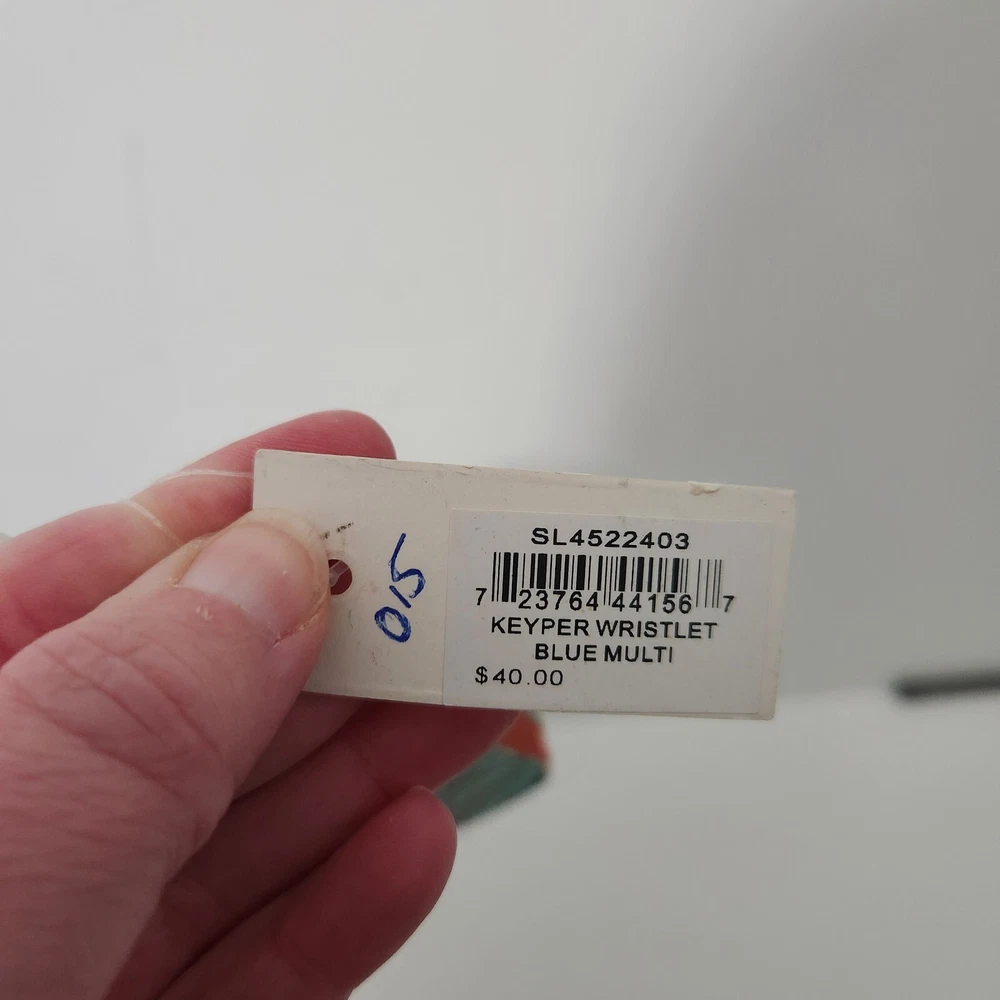 015
SL4522403
7 23764 44156 7
KEYPER WRISTLET
BLUE MULTI
$40.00